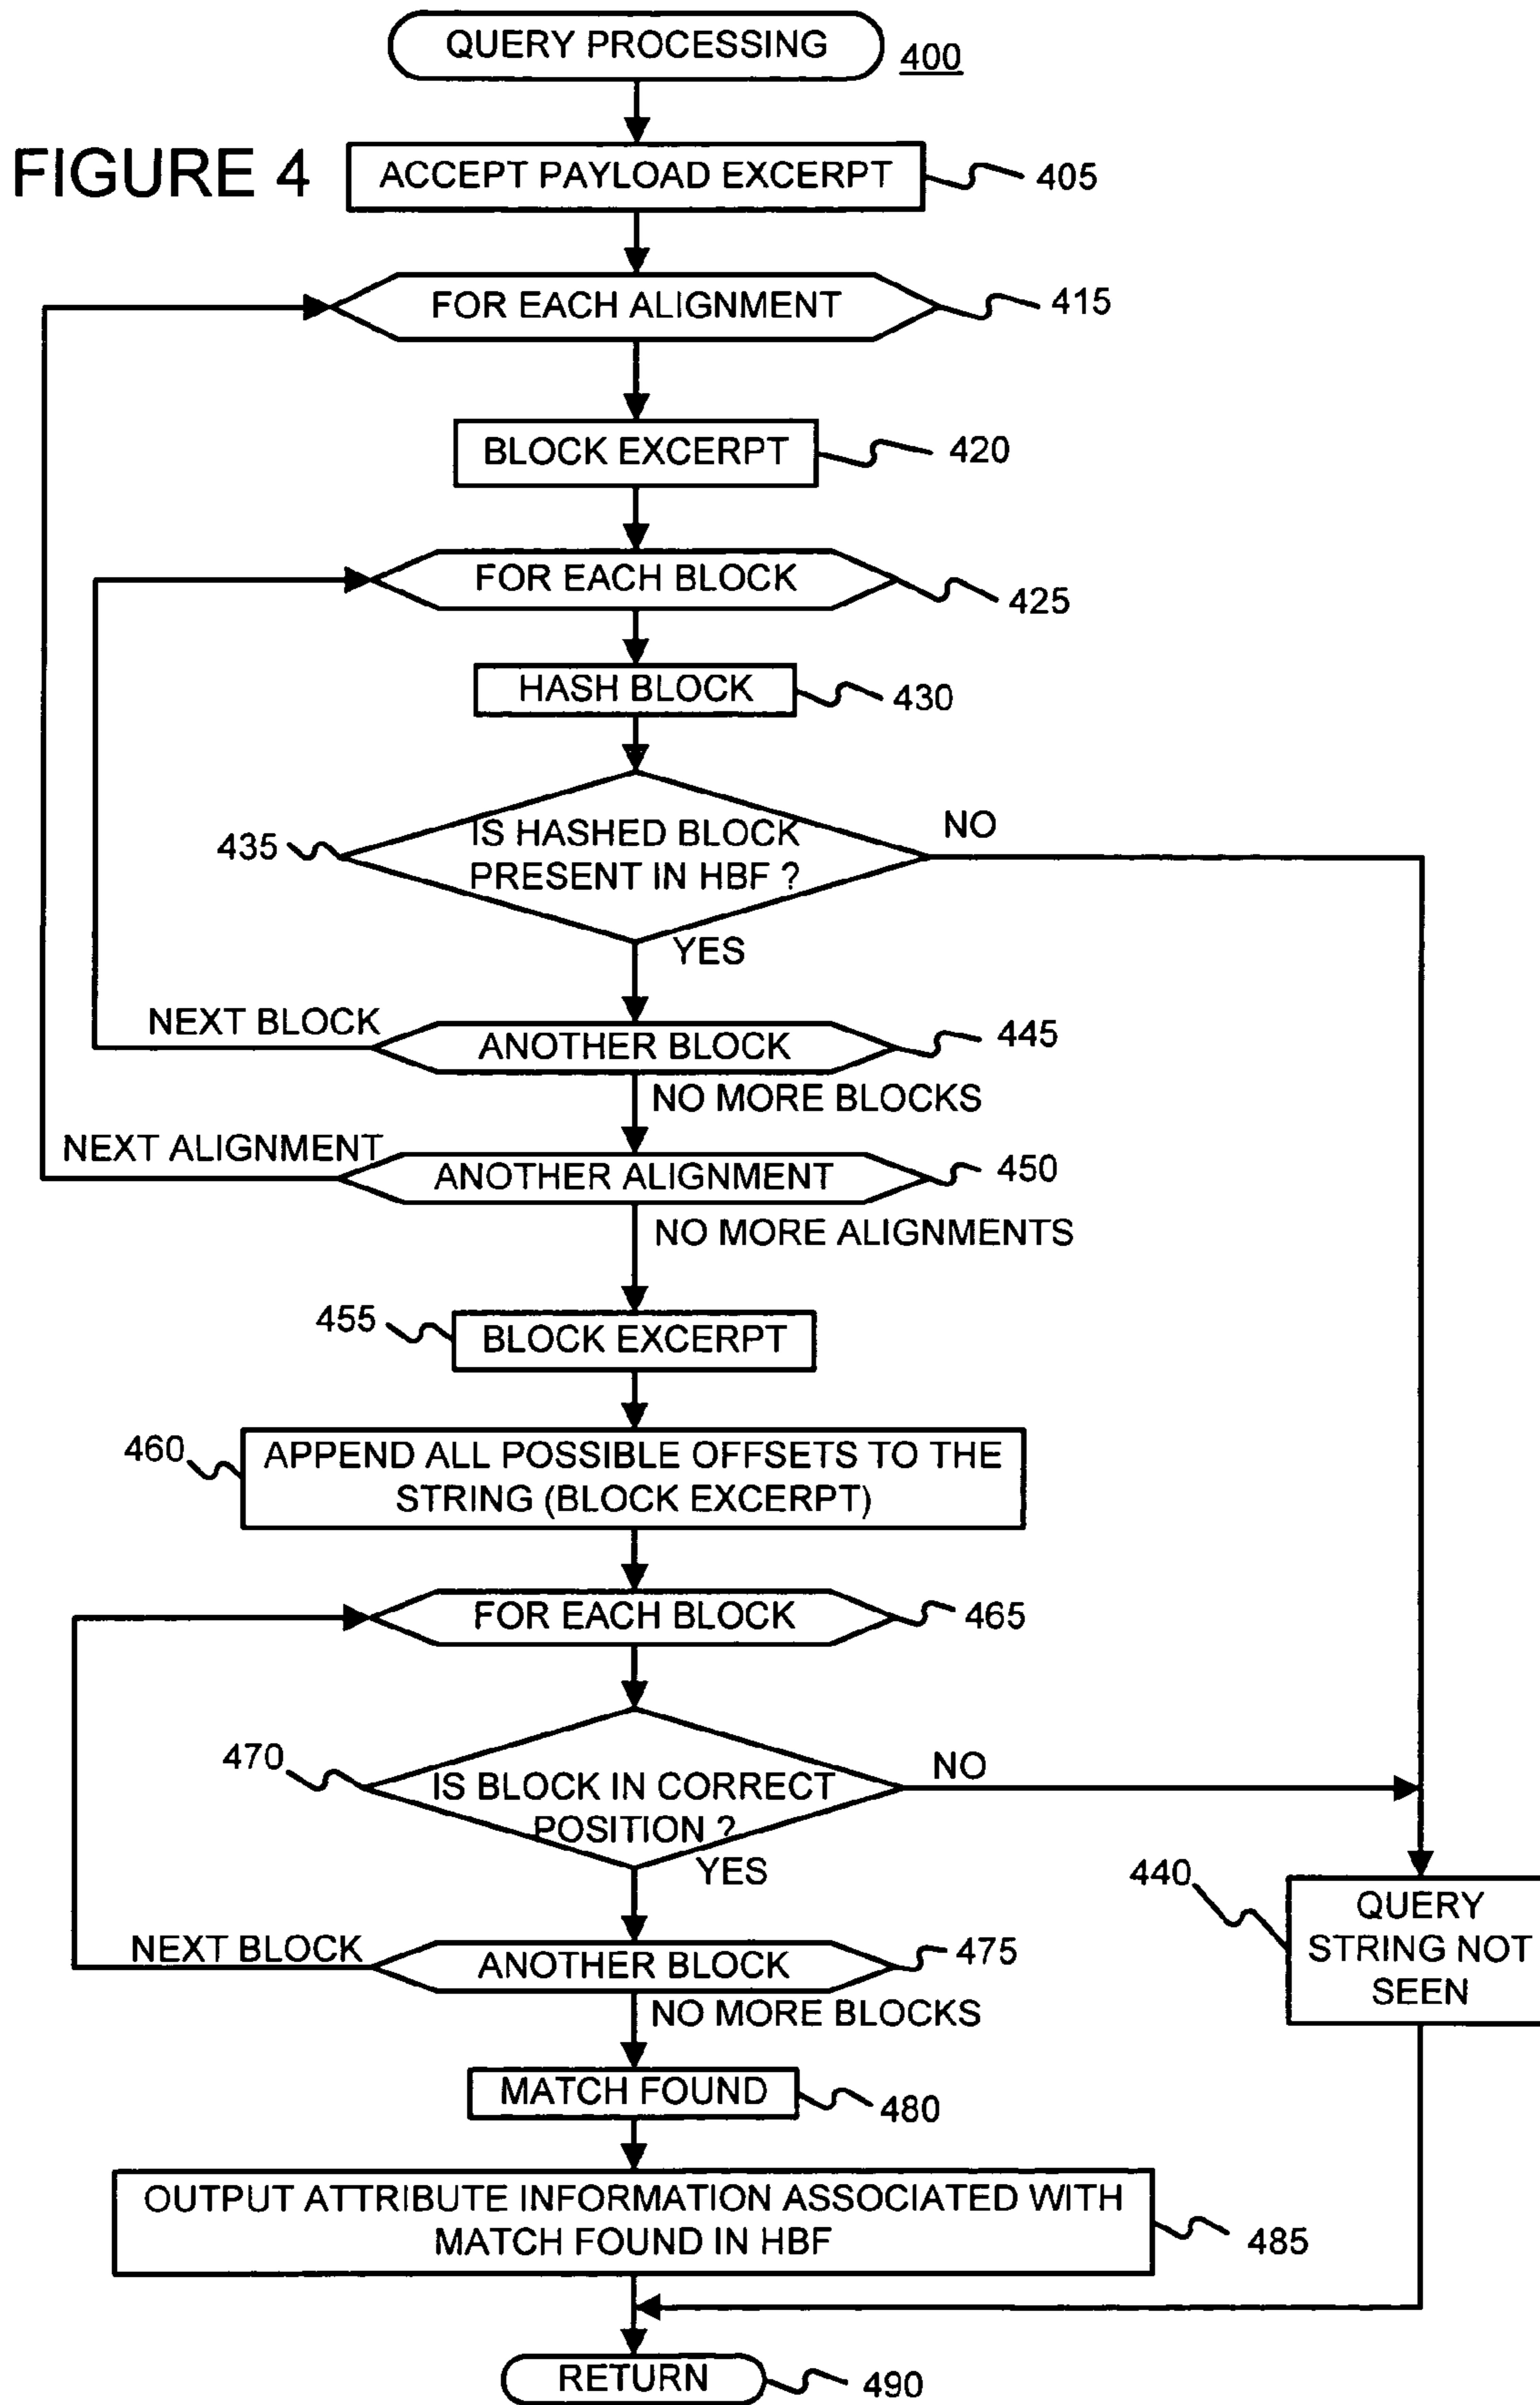 QUERY PROCESSING
400
FIGURE 4
ACCEPT PAYLOAD EXCERPT
405
FOR EACH ALIGNMENT
415
BLOCK EXCERPT
420
FOR EACH BLOCK
425
HASH BLOCK
430
435
IS HASHED BLOCK
PRESENT IN HBF ?
NO
YES
NEXT BLOCK
ANOTHER BLOCK
445
NO MORE BLOCKS
NEXT ALIGNMENT
ANOTHER ALIGNMENT
450
NO MORE ALIGNMENTS
455
BLOCK EXCERPT
460
APPEND ALL POSSIBLE OFFSETS TO THE
STRING (BLOCK EXCERPT)
FOR EACH BLOCK
465
470
IS BLOCK IN CORRECT
POSITION ?
NO
YES
440
QUERY
STRING NOT
SEEN
NEXT BLOCK
ANOTHER BLOCK
475
NO MORE BLOCKS
MATCH FOUND
480
OUTPUT ATTRIBUTE INFORMATION ASSOCIATED WITH
MATCH FOUND IN HBF
485
RETURN
490